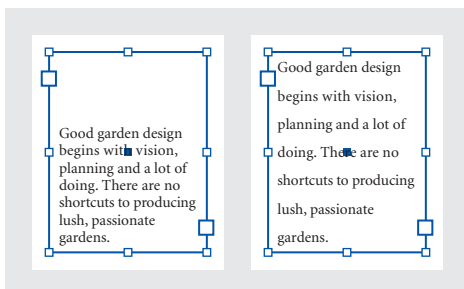 Good garden design
begins with vision,
planning and a lot of
doing. There are no
shortcuts to producing
lush, passionate
gardens.
Good garden design
begins with vision,
planning and a lot of
doing. There are no
shortcuts to producing
lush, passionate
gardens.